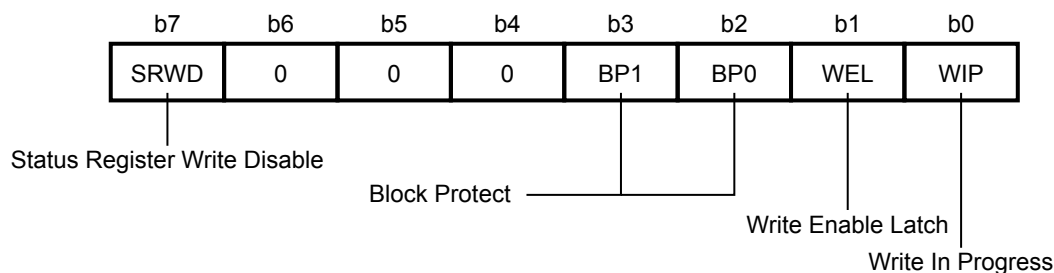 b7 b6 b5 b4 b3 b2 b1 b0
SRWD 0 0 0 BP1 BP0 WEL WIP
Status Register Write Disable
Block Protect
Write Enable Latch
Write In Progress